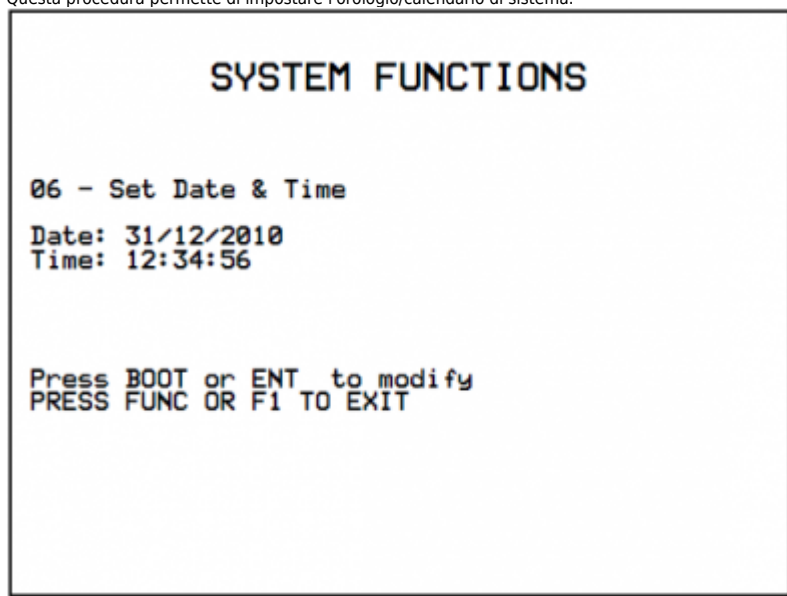 Questa procedura permette di impostare l'orologio/calendario di sistema.
SYSTEM FUNCTIONS
06 - Set Date & Time
Date: 31/12/2010
Time: 12:34:56
Press BOOT or ENT to modify
PRESS FUNC OR F1 TO EXIT